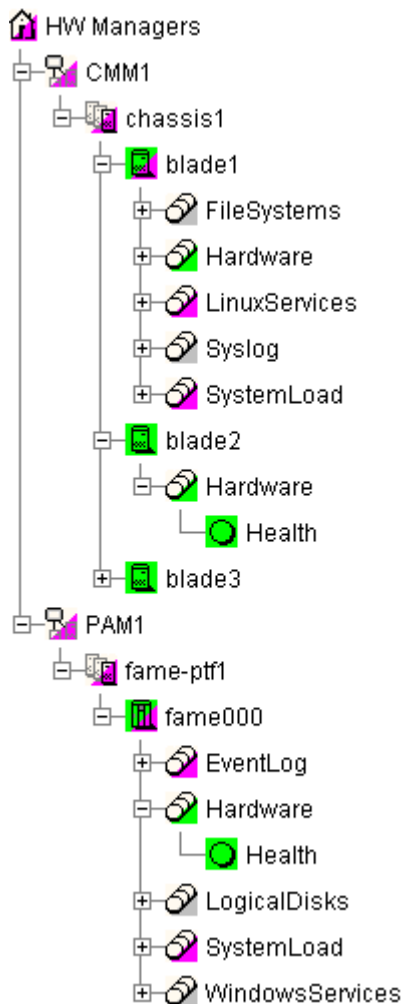 HW Managers
CMM1
chassis1
blade1
FileSystems
Hardware
LinuxServices
Syslog
SystemLoad
blade2
Hardware
Health
blade3
PAM1
fame-ptf1
fame000
EventLog
Hardware
Health
LogicalDisks
SystemLoad
WindowsServices